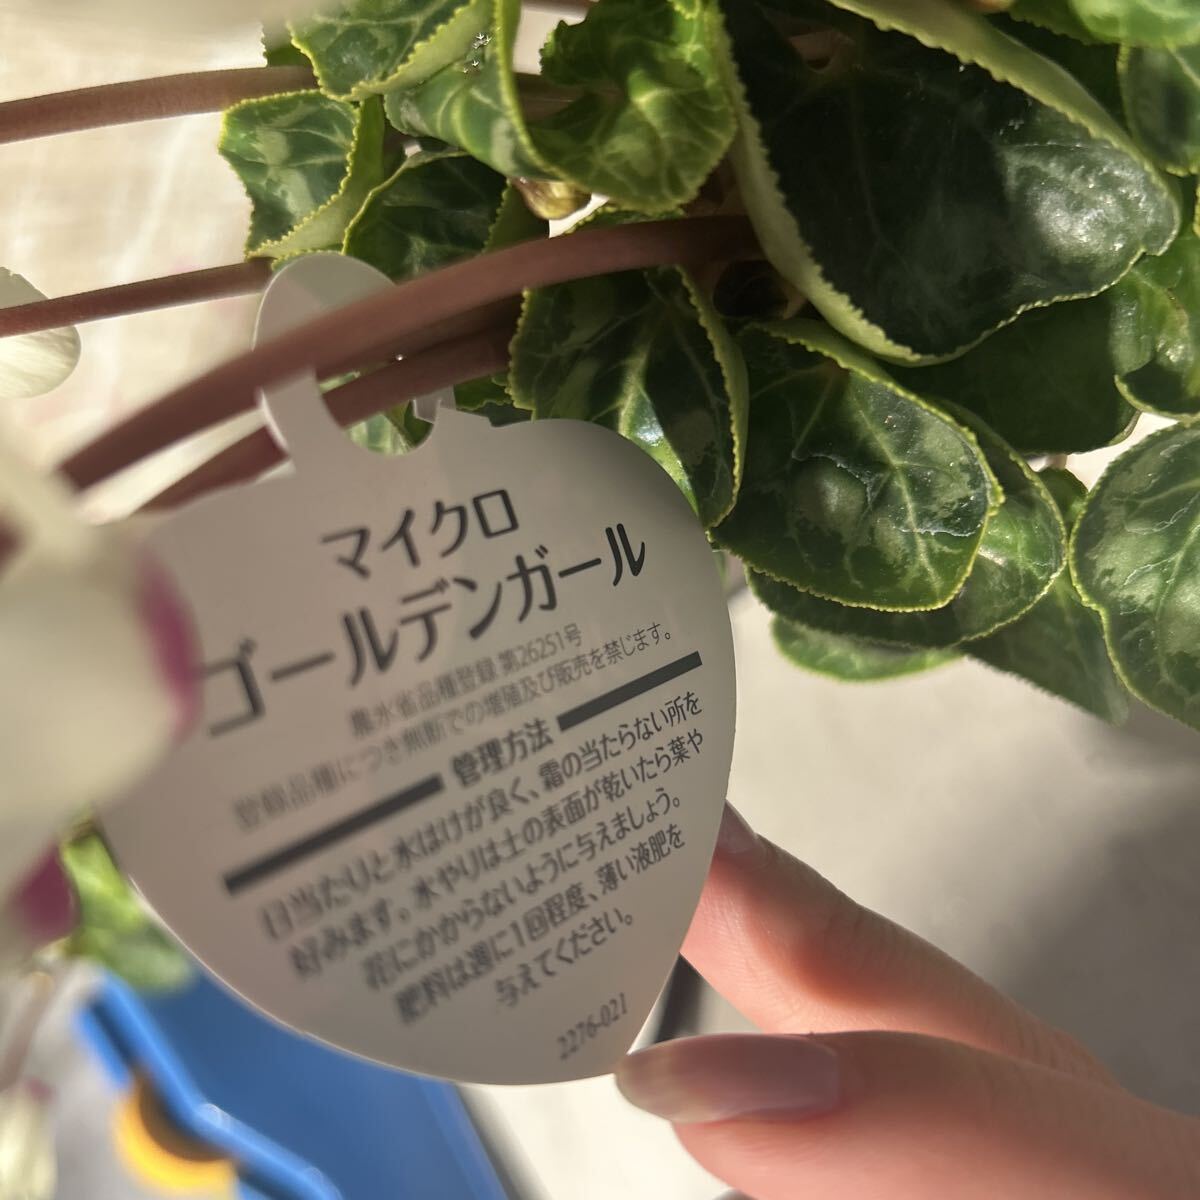 マイクロ
ゴールデンガール
農水省品種登録 第26251号
登録品種につき無断での増殖及び販売を禁じます。
管理方法
日当たりと水はけが良く、霜の当たらない所を
好みます。水やりは土の表面が乾いたら葉や
花にかからないように与えましょう。
肥料は週に1回程度、薄い液肥を
与えてください。
2276-021